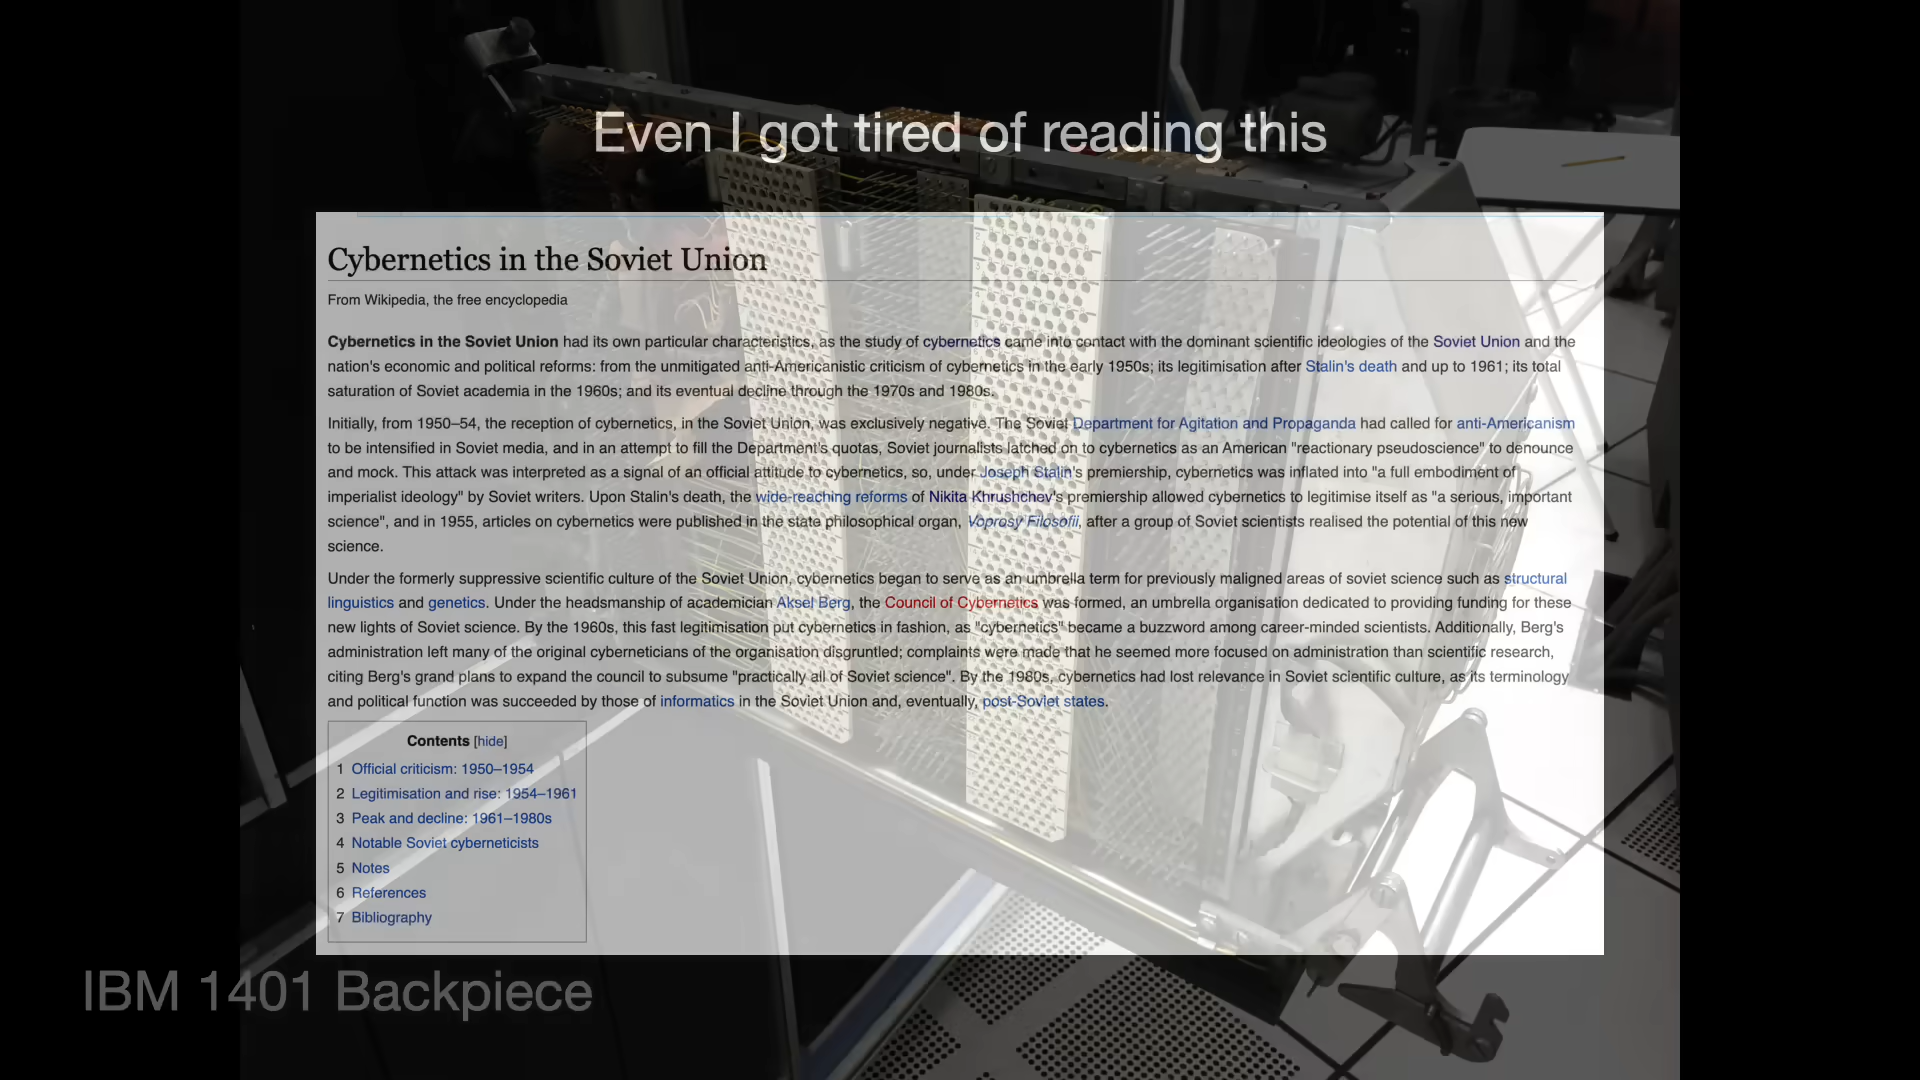 Even I got tired of reading this
Cybernetics in the Soviet Union
From Wikipedia, the free encyclopedia
Cybernetics in the Soviet Union had its own particular characteristics, as the study of cybernetics came into contact with the dominant scientific ideologies of the Soviet Union and the
nation's economic and political reforms: from the unmitigated anti-Americanistic criticism of cybernetics in the early 1950s; its legitimisation after Stalin's death and up to 1961; its total
saturation of Soviet academia in the 1960s; and its eventual decline through the 1970s and 1980s.
Initially, from 1950–54, the reception of cybernetics, in the Soviet Union, was exclusively negative. The Soviet Department for Agitation and Propaganda had called for anti-Americanism
to be intensified in Soviet media, and in an attempt to fill the Department's quotas, Soviet journalists latched on to cybernetics as an American "reactionary pseudoscience" to denounce
and mock. This attack was interpreted as a signal of an official attitude to cybernetics, so, under Joseph Stalin's premiership, cybernetics was inflated into "a full embodiment of
imperialist ideology" by Soviet writers. Upon Stalin's death, the wide-reaching reforms of Nikita Khrushchev's premiership allowed cybernetics to legitimise itself as "a serious, important
science", and in 1955, articles on cybernetics were published in the state philosophical organ, Voprosy Filosofii, after a group of Soviet scientists realised the potential of this new
science.
Under the formerly suppressive scientific culture of the Soviet Union, cybernetics began to serve as an umbrella term for previously maligned areas of soviet science such as structural
linguistics and genetics. Under the headsmanship of academician Aksel Berg, the Council of Cybernetics was formed, an umbrella organisation dedicated to providing funding for these
new lights of Soviet science. By the 1960s, this fast legitimisation put cybernetics in fashion, as "cybernetics" became a buzzword among career-minded scientists. Additionally, Berg's
administration left many of the original cyberneticians of the organisation disgruntled; complaints were made that he seemed more focused on administration than scientific research,
citing Berg's grand plans to expand the council to subsume "practically all of Soviet science". By the 1980s, cybernetics had lost relevance in Soviet scientific culture, as its terminology
and political function was succeeded by those of informatics in the Soviet Union and, eventually, post-Soviet states.
Contents [hide]
1 Official criticism: 1950–1954
2 Legitimisation and rise: 1954–1961
3 Peak and decline: 1961–1980s
4 Notable Soviet cyberneticists
5 Notes
6 References
7 Bibliography
IBM 1401 Backpiece